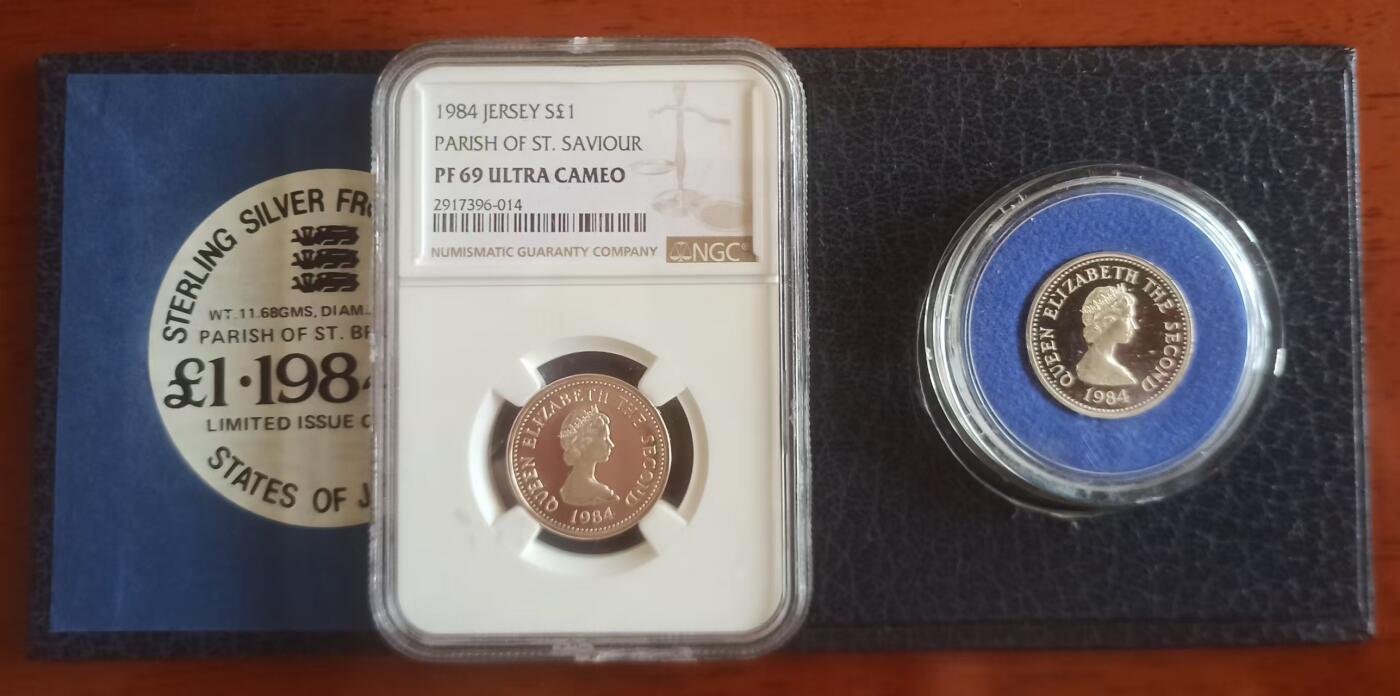 STERLING SILVER
WT.11.68GMS, DIAM.
PARISH OF ST.
£1·198
LIMITED ISSUE
STATES OF
1984 JERSEY S£1
PARISH OF ST. SAVIOUR
PF 69 ULTRA CAMEO
2917396-014
NUMISMATIC GUARANTY COMPANY NGC®
QUEEN ELIZABETH THE SECOND
1984
QUEEN ELIZABETH THE SECOND
1984